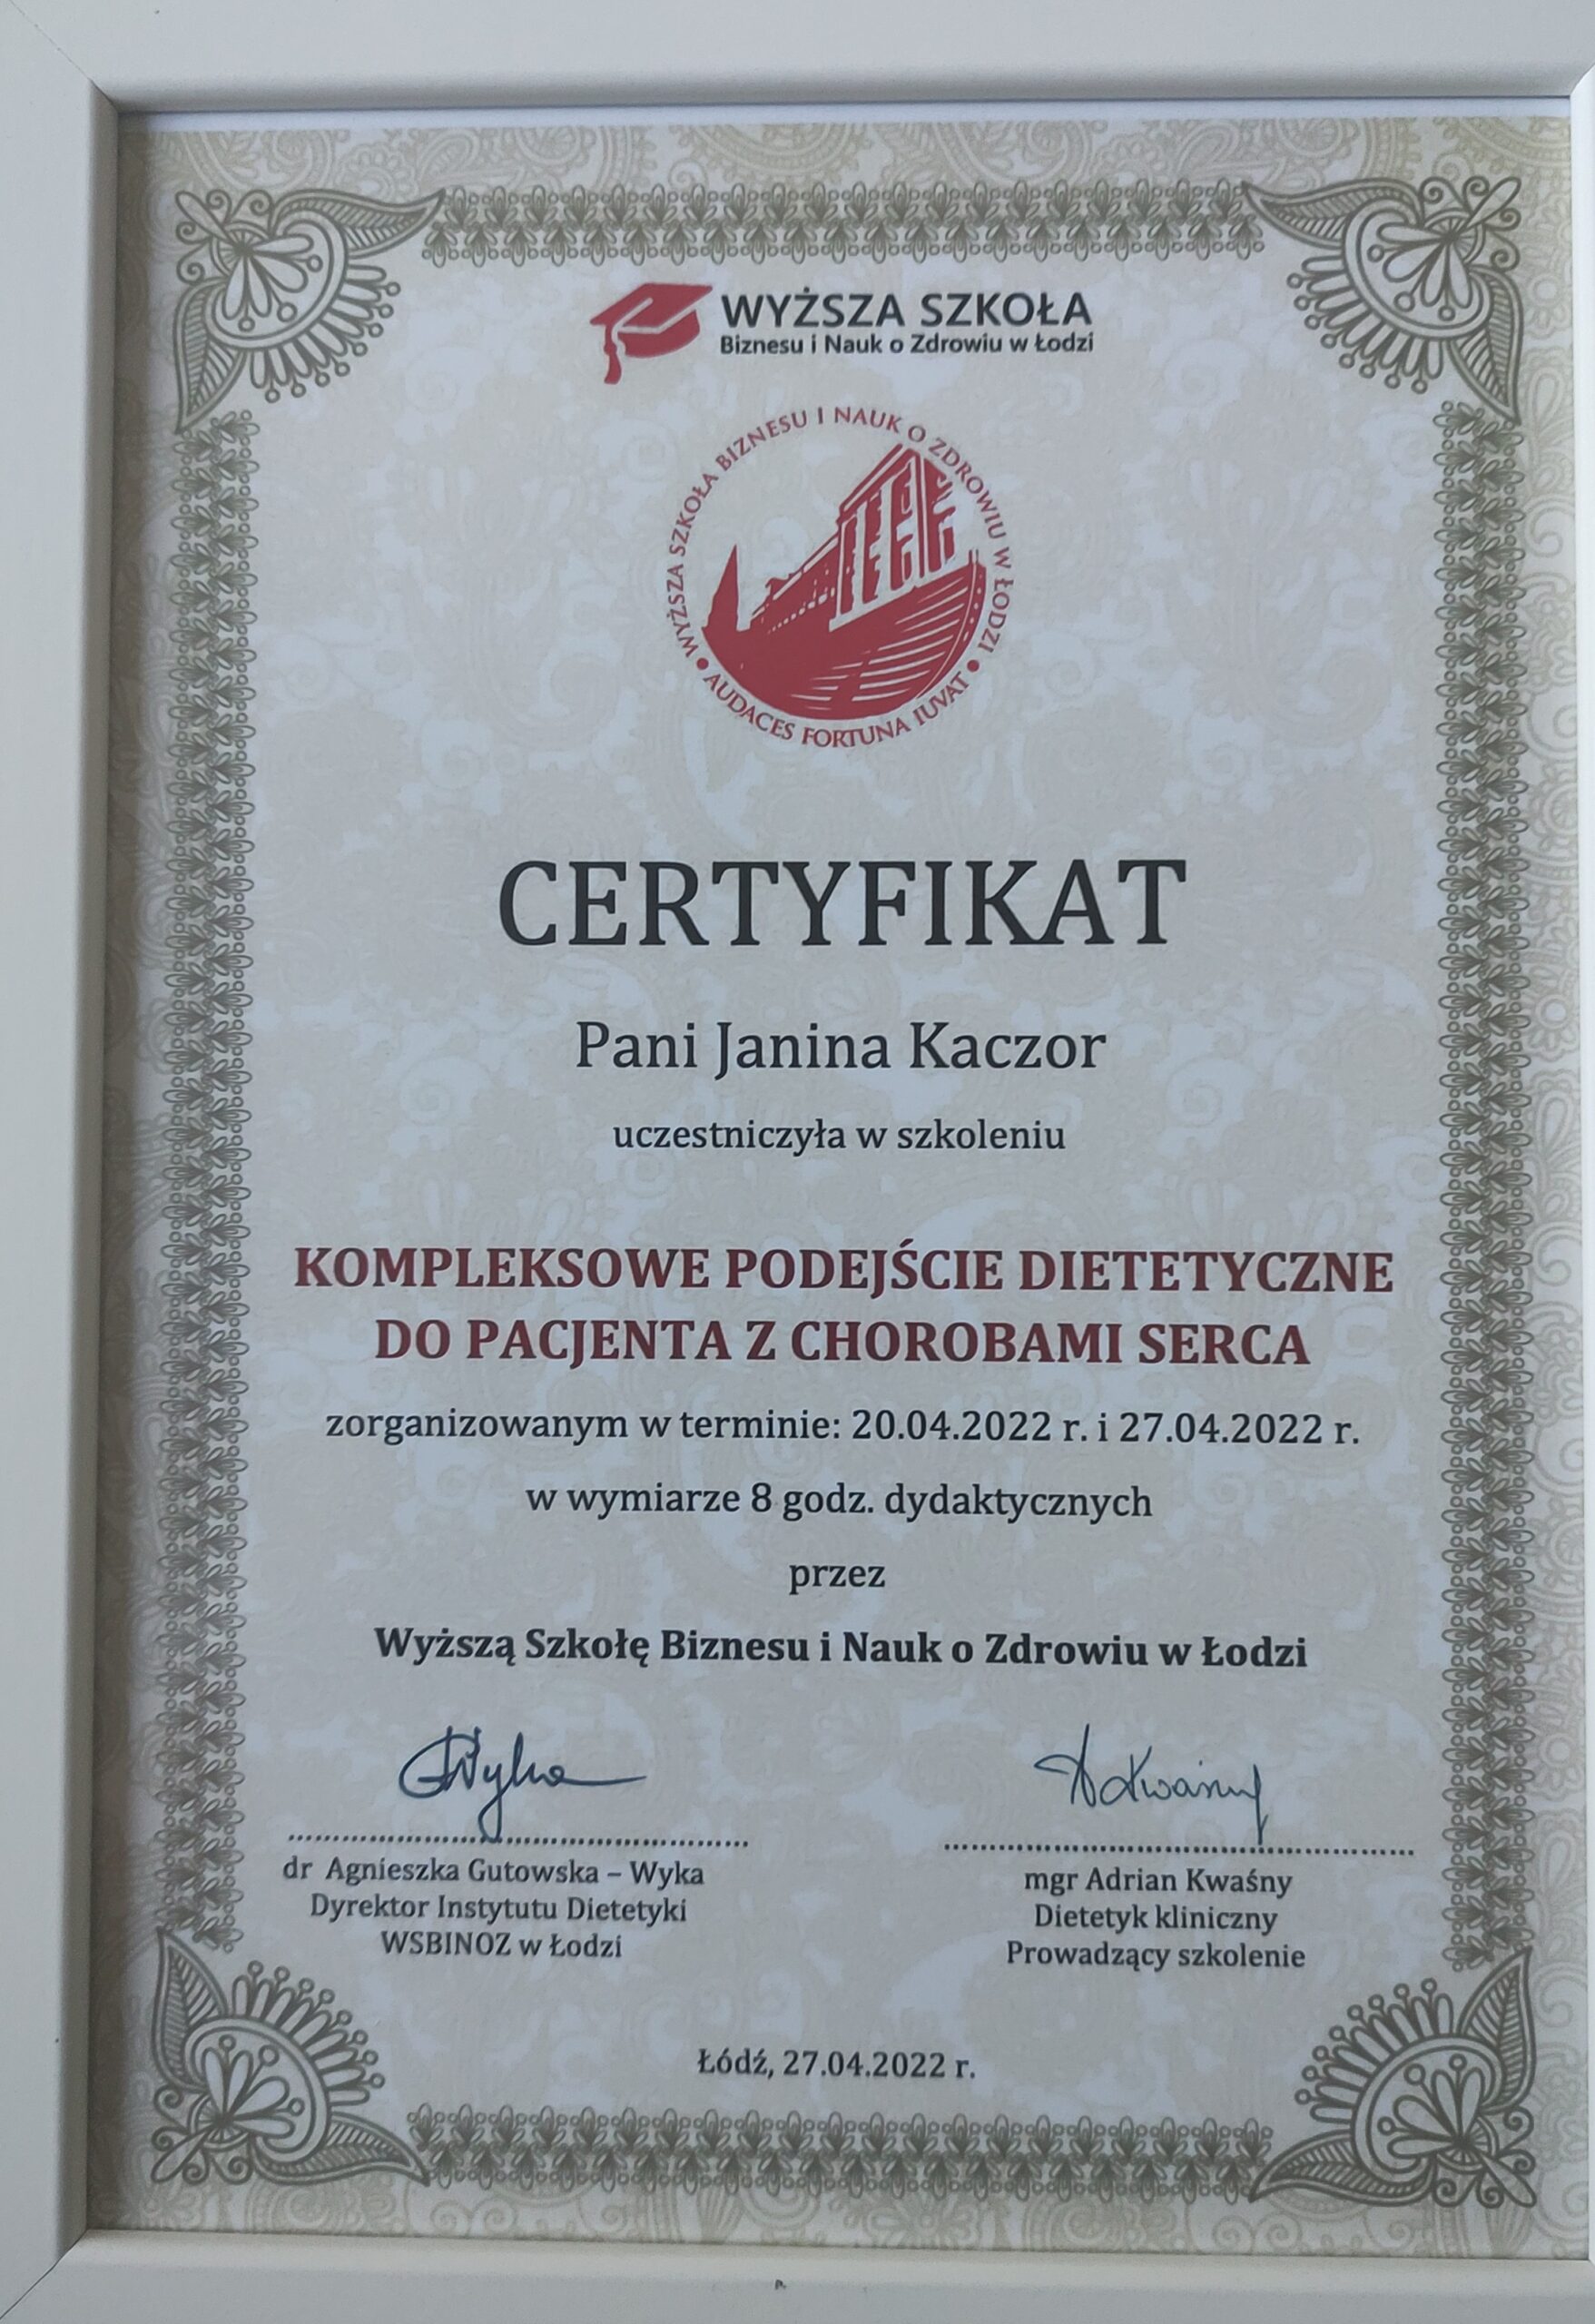 WYŻSZA SZKOŁA
Biznesu i Nauk o Zdrowiu w Łodzi
WYŻSZA SZKOŁA BIZNESU I NAUK O ZDROWIU W ŁODZI
AUDACES FORTUNA IUVAT
CERTYFIKAT
Pani Janina Kaczor
uczestniczyła w szkoleniu
KOMPLEKSOWE PODEJŚCIE DIETETYCZNE
DO PACJENTA Z CHOROBAMI SERCA
zorganizowanym w terminie: 20.04.2022 r. i 27.04.2022 r.
w wymiarze 8 godz. dydaktycznych
przez
Wyższą Szkołę Biznesu i Nauk o Zdrowiu w Łodzi
GWyka
AKwaśny
dr Agnieszka Gutowska – Wyka
Dyrektor Instytutu Dietetyki
WSBINOZ w Łodzi
mgr Adrian Kwaśny
Dietetyk kliniczny
Prowadzący szkolenie
Łódź, 27.04.2022 r.